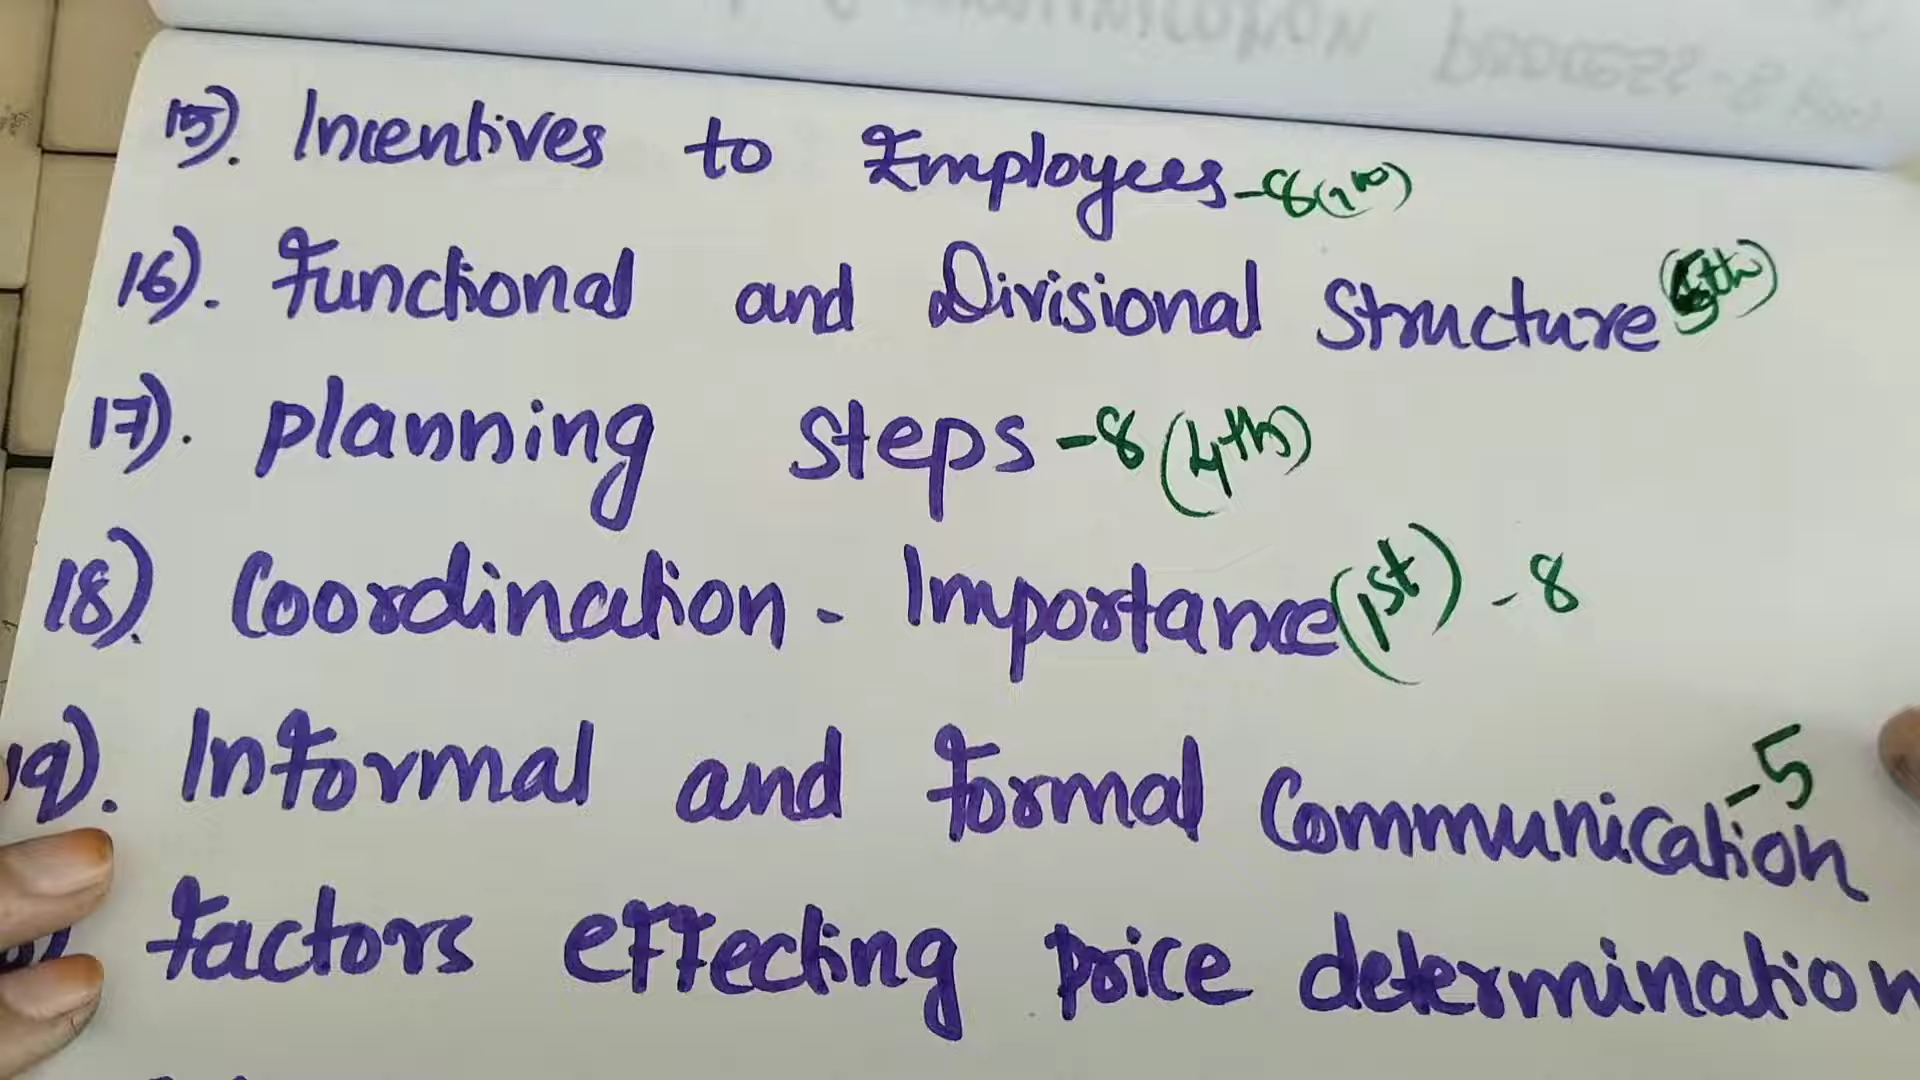 15). Incentives to Employees -8
16). Functional and Divisional Structure (5th)
17). planning steps -8 (4th)
18). Coordination - Importance (1st) - 8
19). Informal and formal Communication -5
factors effecting price determination